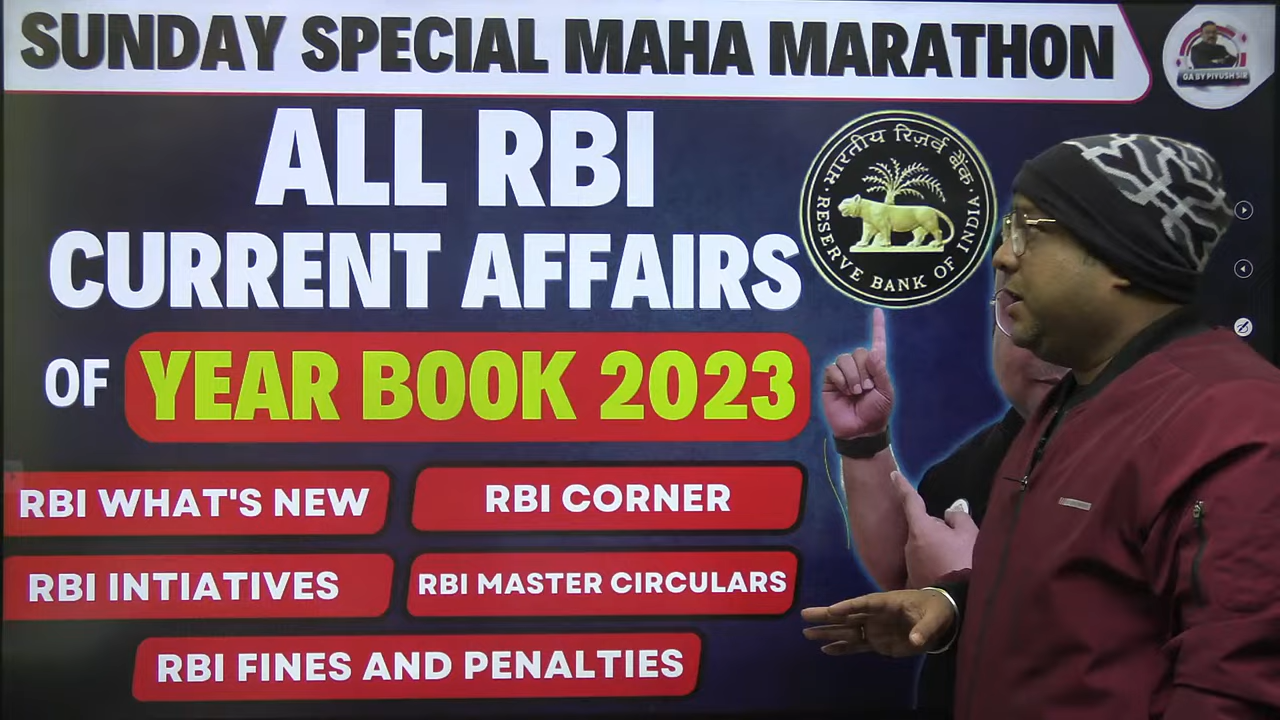 SUNDAY SPECIAL MAHA MARATHON
GA BY PIYUSH SIR
ALL RBI
CURRENT AFFAIRS
OF YEAR BOOK 2023
भारतीय रिज़र्व बैंक
RESERVE BANK OF INDIA
RBI WHAT'S NEW
RBI CORNER
RBI INTIATIVES
RBI MASTER CIRCULARS
RBI FINES AND PENALTIES